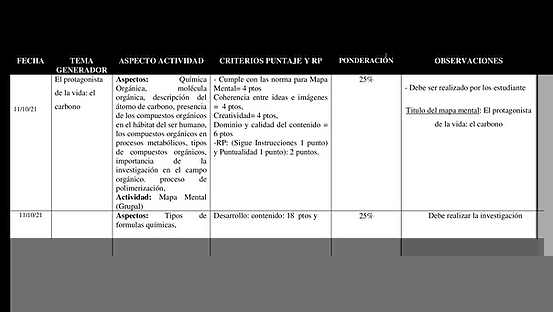 FECHA
TEMA
GENERADOR
ASPECTO ACTIVIDAD
CRITERIOS PUNTAJE Y RP
PONDERACIÓN
OBSERVACIONES
11/10/21
El protagonista
de la vida: el
carbono
Aspectos: Química
Orgánica, molécula
orgánica, descripción del
átomo de carbono, presencia
de los compuestos orgánicos
en el hábitat del ser humano,
los compuestos orgánicos en
procesos metabólicos, tipos
de compuestos orgánicos,
importancia de la
investigación en el campo
orgánico. proceso de
polimerización,
Actividad: Mapa Mental
(Grupal)
- Cumple con las norma para Mapa
Mental= 4 ptos
Coherencia entre ideas e imágenes
= 4 ptos,
Creatividad= 4 ptos,
Dominio y calidad del contenido =
6 ptos
-RP: (Sigue Instrucciones 1 punto)
y Puntualidad 1 punto): 2 puntos.
25%
- Debe ser realizado por los estudiante
Titulo del mapa mental: El protagonista
de la vida: el carbono
11/10/21
Aspectos: Tipos de
formulas químicas,
Desarrollo: contenido: 18 ptos y
25%
Debe realizar la investigación